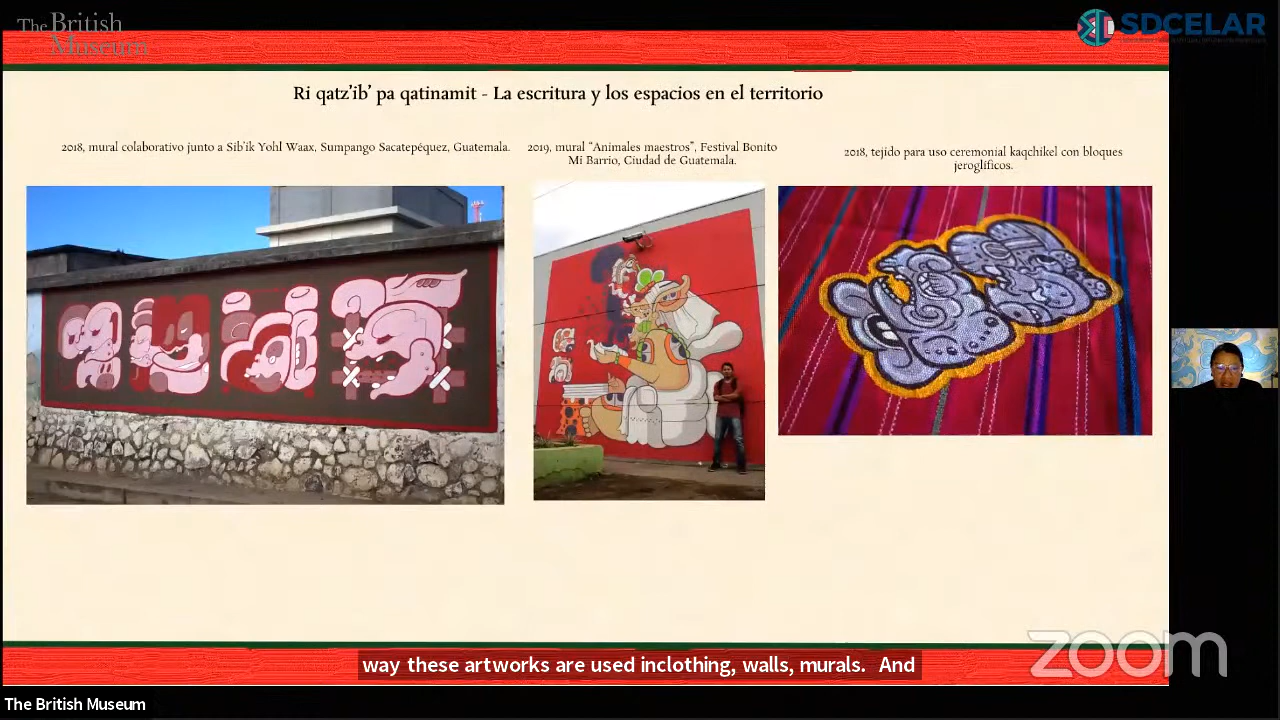 The British
Museum
SDCELAR
Ri qatz'ib' pa qatinamit - La escritura y los espacios en el territorio
2018, mural colaborativo junto a Sib'ik Yohl Waax, Sumpango Sacatepéquez, Guatemala.
2019, mural "Animales maestros", Festival Bonito
Mi Barrio, Ciudad de Guatemala.
2018, tejido para uso ceremonial kaqchikel con bloques
jeroglíficos.
zoom
way these artworks are used inclothing, walls, murals. And
The British Museum